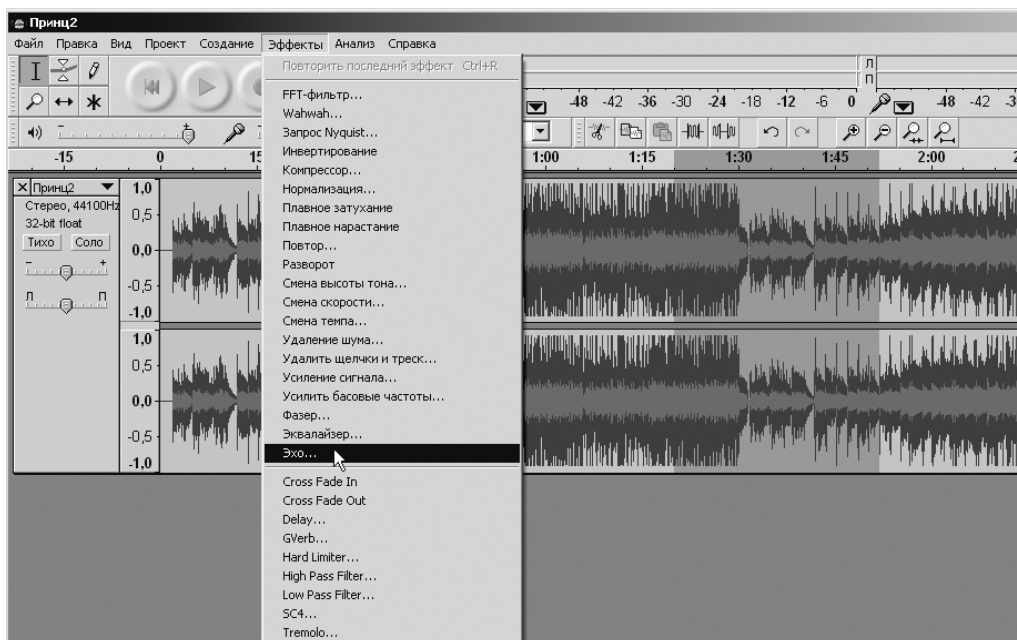 Принц2
Файл Правка Вид Проект Создание Эффекты Анализ Справка
Повторить последний эффект Ctrl+R
Л
П
-48 -42 -36 -30 -24 -18 -12 -6 0 -48 -42 -3
-15 0 15 1:00 1:15 1:30 1:45 2:00 2
Принц2
Стерео, 44100Hz
32-bit float
Тихо Соло
- +
Л П
1,0
0,5
0,0
-0,5
-1,0
1,0
0,5
0,0
-0,5
-1,0
FFT-фильтр...
Wahwah...
Запрос Nyquist...
Инвертирование
Компрессор...
Нормализация...
Плавное затухание
Плавное нарастание
Повтор...
Разворот
Смена высоты тона...
Смена скорости...
Смена темпа...
Удаление шума...
Удалить щелчки и треск...
Усиление сигнала...
Усилить басовые частоты...
Фазер...
Эквалайзер...
Эхо...
Cross Fade In
Cross Fade Out
Delay...
GVerb...
Hard Limiter...
High Pass Filter...
Low Pass Filter...
SC4...
Tremolo...